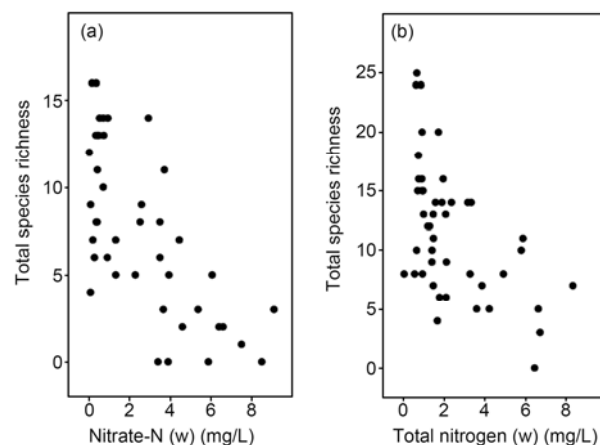 (a)
Total species richness
15
10
5
0
0 2 4 6 8
Nitrate-N (w) (mg/L)
(b)
Total species richness
25
20
15
10
5
0
0 2 4 6 8
Total nitrogen (w) (mg/L)